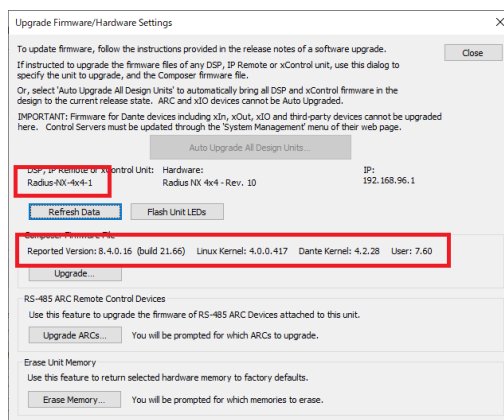 Upgrade Firmware/Hardware Settings
To update firmware, follow the instructions provided in the release notes of a software upgrade.
Close
If instructed to upgrade the firmware files of any DSP, IP Remote or xControl unit, use this dialog to
specify the unit to upgrade, and the Composer firmware file.
Or, select 'Auto Upgrade All Design Units' to automatically bring all DSP and xControl firmware in the
design to the current release state. ARC and xIO devices cannot be Auto Upgraded.
IMPORTANT: Firmware for Dante devices including xIn, xOut, xIO and third-party devices cannot be upgraded
here. Control Servers must be updated through the 'System Management' menu of their web page.
Auto Upgrade All Design Units...
DSP, IP Remote or xControl Unit: Hardware: IP:
Radius-NX-4x4-1 Radius NX 4x4 - Rev. 10 192.168.96.1
Refresh Data Flash Unit LEDs
Composer Firmware File
Reported Version: 8.4.0.16 (build 21.66) Linux Kernel: 4.0.0.417 Dante Kernel: 4.2.28 User: 7.60
Upgrade...
RS-485 ARC Remote Control Devices
Use this feature to upgrade the firmware of RS-485 ARC Devices attached to this unit.
Upgrade ARCs... You will be prompted for which ARCs to upgrade.
Erase Unit Memory
Use this feature to return selected hardware memory to factory defaults.
Erase Memory... You will be prompted for which memories to erase.